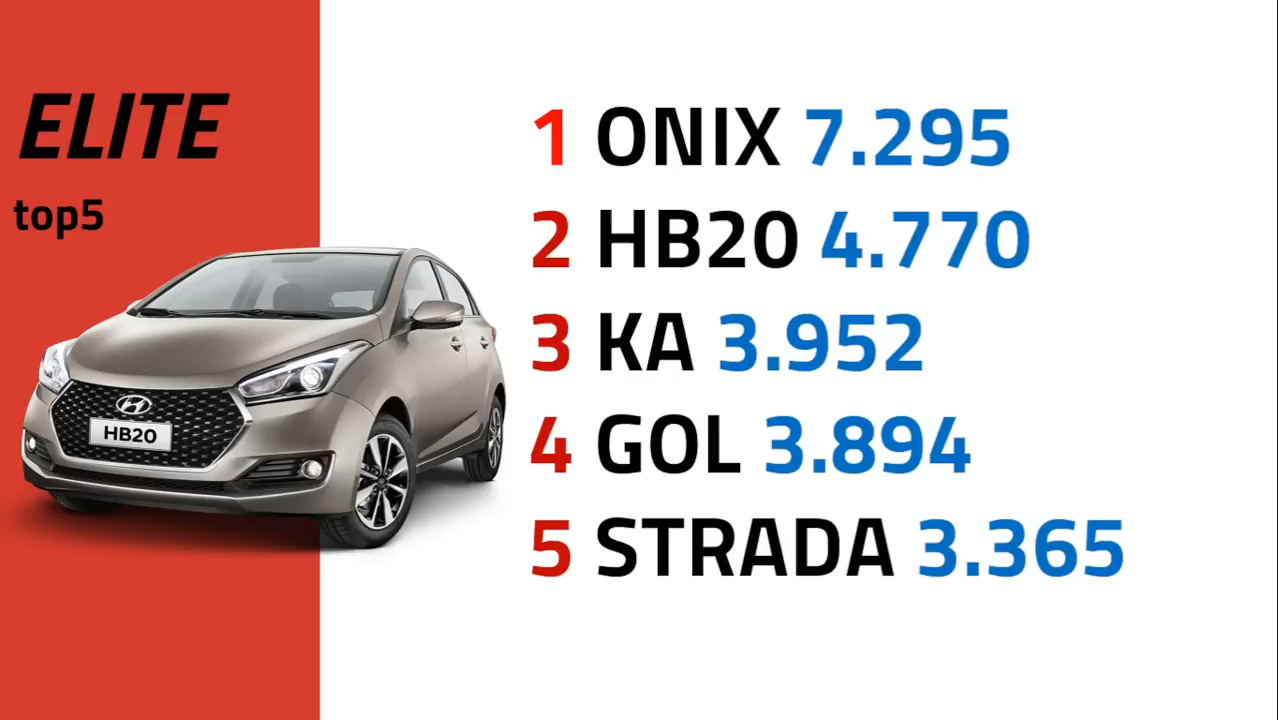 ELITE
top5
1 ONIX 7.295
2 HB20 4.770
3 KA 3.952
4 GOL 3.894
5 STRADA 3.365
HB20